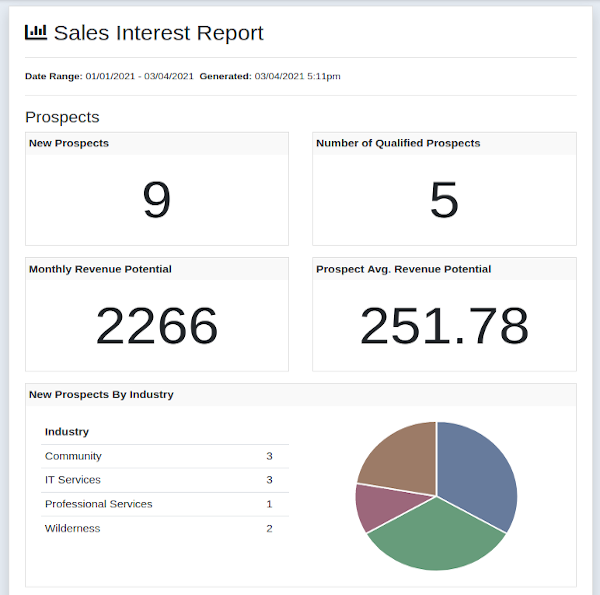 Sales Interest Report
Date Range: 01/01/2021 - 03/04/2021 Generated: 03/04/2021 5:11pm
Prospects
New Prospects
9
Number of Qualified Prospects
5
Monthly Revenue Potential
2266
Prospect Avg. Revenue Potential
251.78
New Prospects By Industry
Industry
Community 3
IT Services 3
Professional Services 1
Wilderness 2